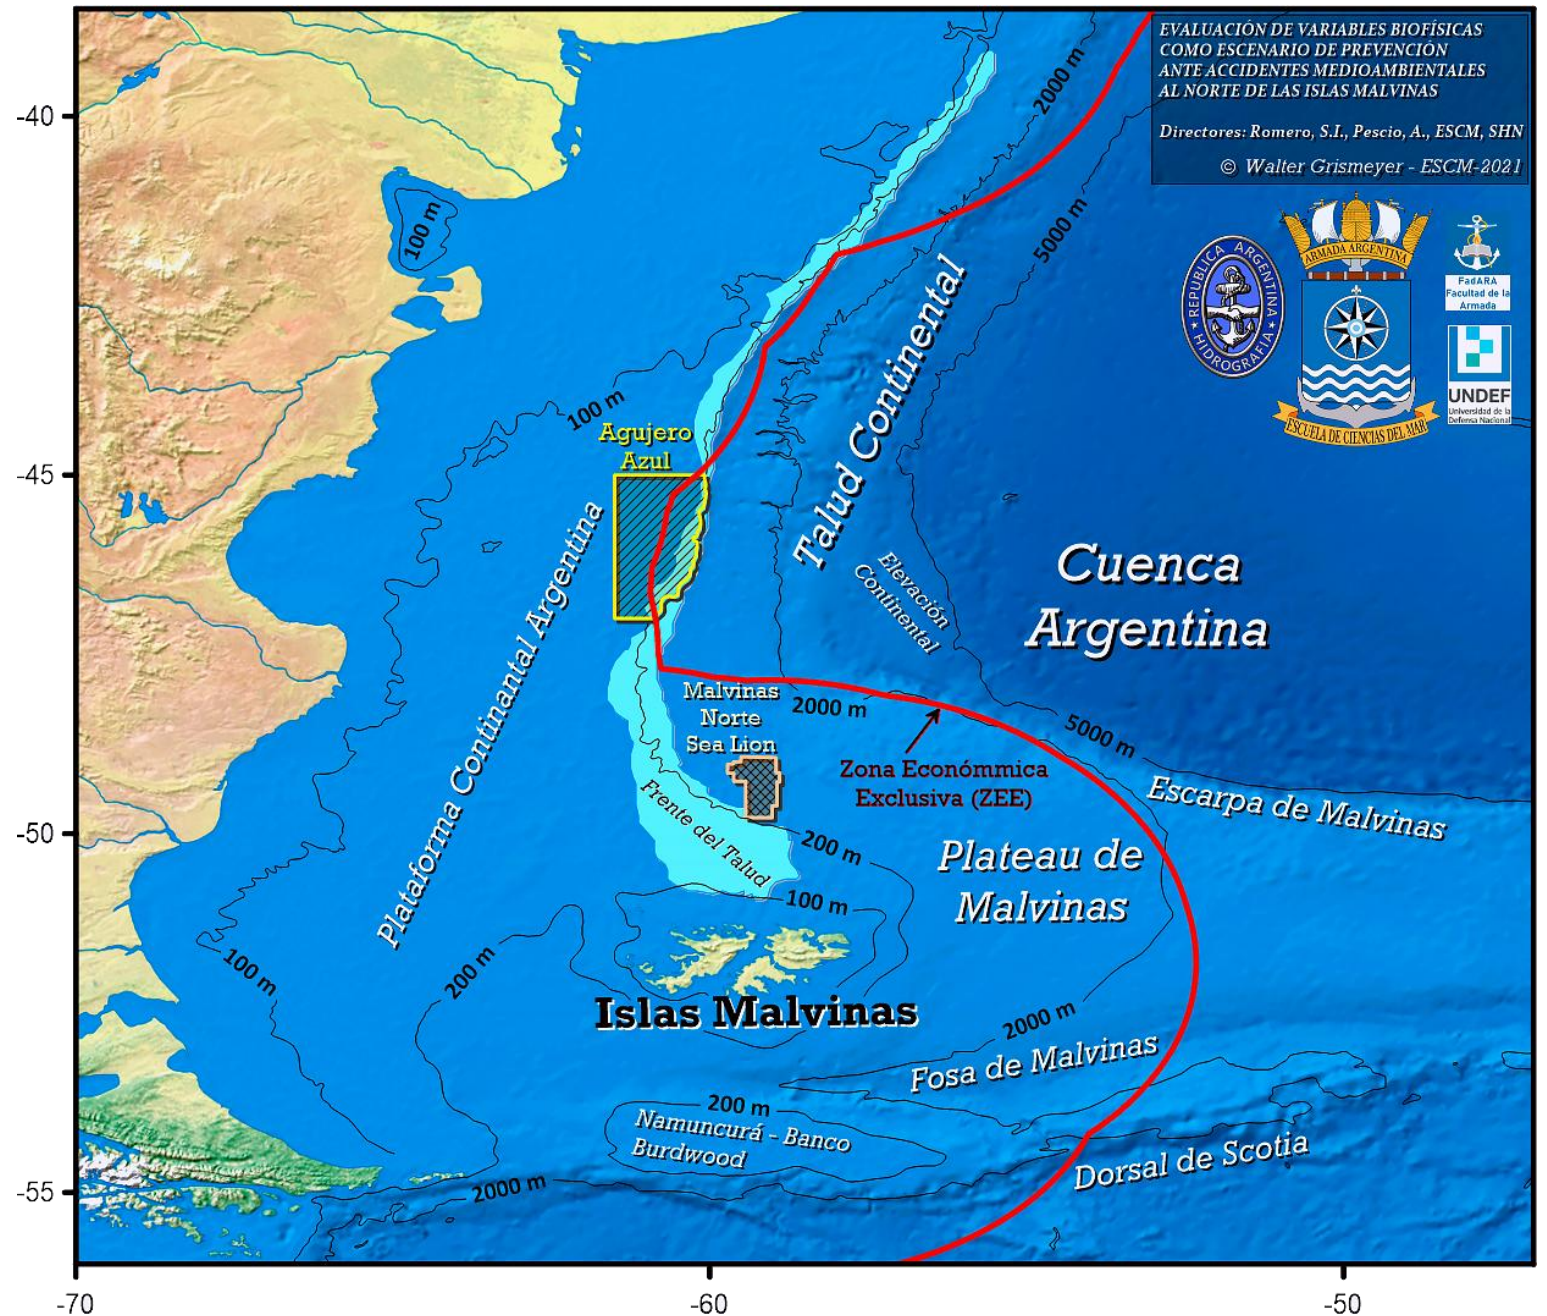 EVALUACIÓN DE VARIABLES BIOFÍSICAS
COMO ESCENARIO DE PREVENCIÓN
ANTE ACCIDENTES MEDIOAMBIENTALES
AL NORTE DE LAS ISLAS MALVINAS
Directores: Romero, S.I., Pescio, A., ESCM, SHN
© Walter Grismeyer - ESCM-2021
REPUBLICA ARGENTINA
HIDROGRAFÍA
ARMADA ARGENTINA
ESCUELA DE CIENCIAS DEL MAR
FadARA
Facultad de la
Armada
UNDEF
Universidad de la
Defensa Nacional
-40
-45
-50
-55
-70
-60
-50
2000 m
5000 m
100 m
100 m
Agujero
Azul
Talud Continental
Plataforma Continantal Argentina
Elevación
Continental
Cuenca
Argentina
Malvinas
Norte
Sea Lion
2000 m
5000 m
Zona Econômmica
Exclusiva (ZEE)
Escarpa de Malvinas
Frente del Talud
200 m
Plateau de
Malvinas
100 m
100 m
200 m
Islas Malvinas
2000 m
Fosa de Malvinas
200 m
Namuncurá - Banco
Burdwood
Dorsal de Scotia
2000 m